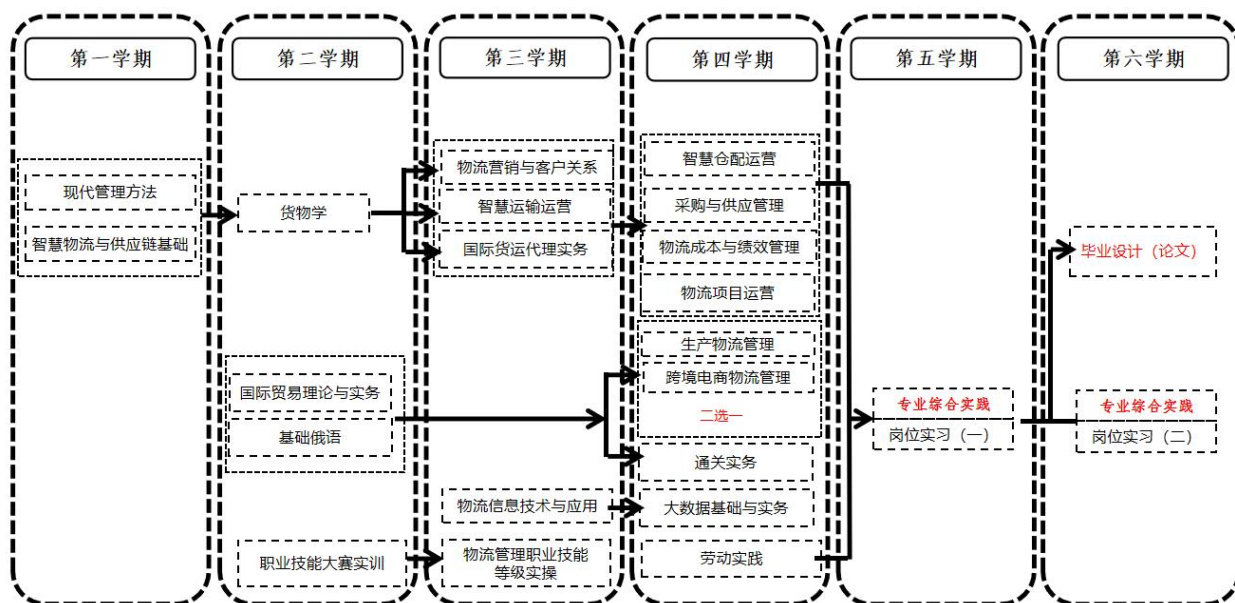 第一学期
第二学期
第三学期
第四学期
第五学期
第六学期
现代管理方法
智慧物流与供应链基础
货物学
国际贸易理论与实务
基础俄语
职业技能大赛实训
物流营销与客户关系
智慧运输运营
国际货运代理实务
物流信息技术与应用
物流管理职业技能
等级实操
智慧仓配运营
采购与供应管理
物流成本与绩效管理
物流项目运营
生产物流管理
跨境电商物流管理
二选一
通关实务
大数据基础与实务
劳动实践
专业综合实践
岗位实习（一）
毕业设计（论文）
专业综合实践
岗位实习（二）